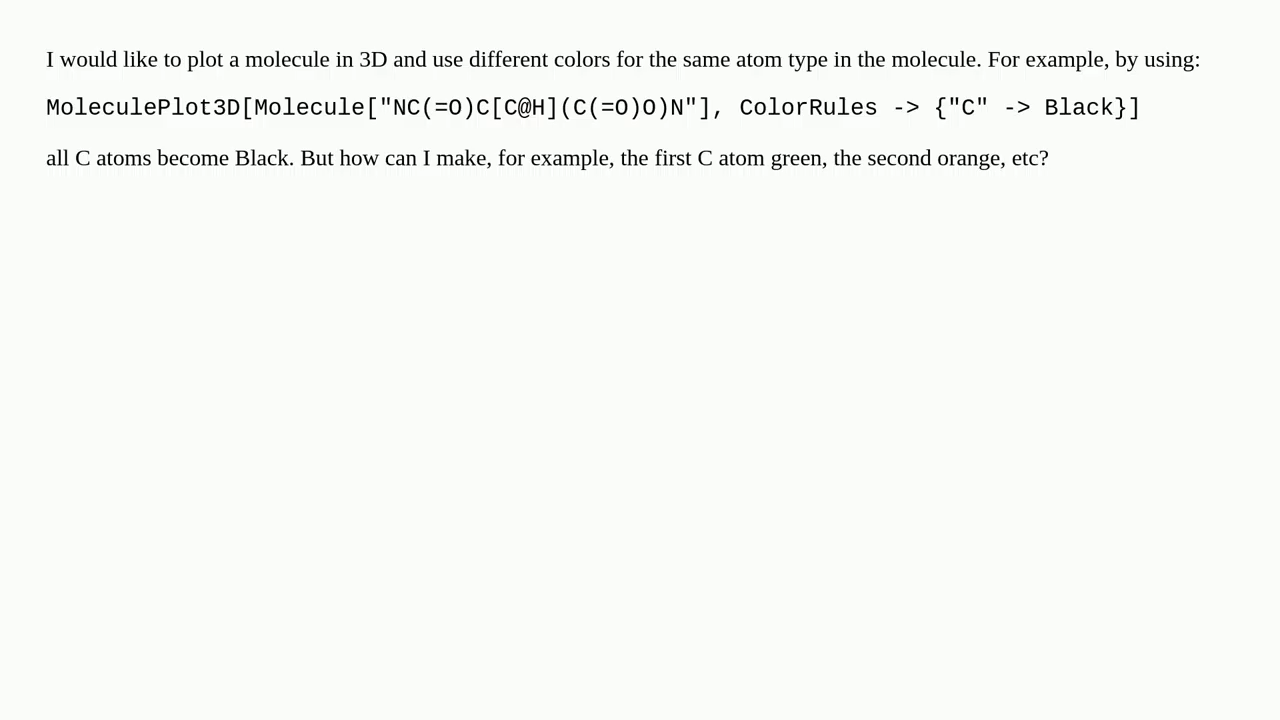 I would like to plot a molecule in 3D and use different colors for the same atom type in the molecule. For example, by using:
MoleculePlot3D[Molecule["NC(=O)C[C@H](C(=O)O)N"], ColorRules -> {"C" -> Black}]
all C atoms become Black. But how can I make, for example, the first C atom green, the second orange, etc?